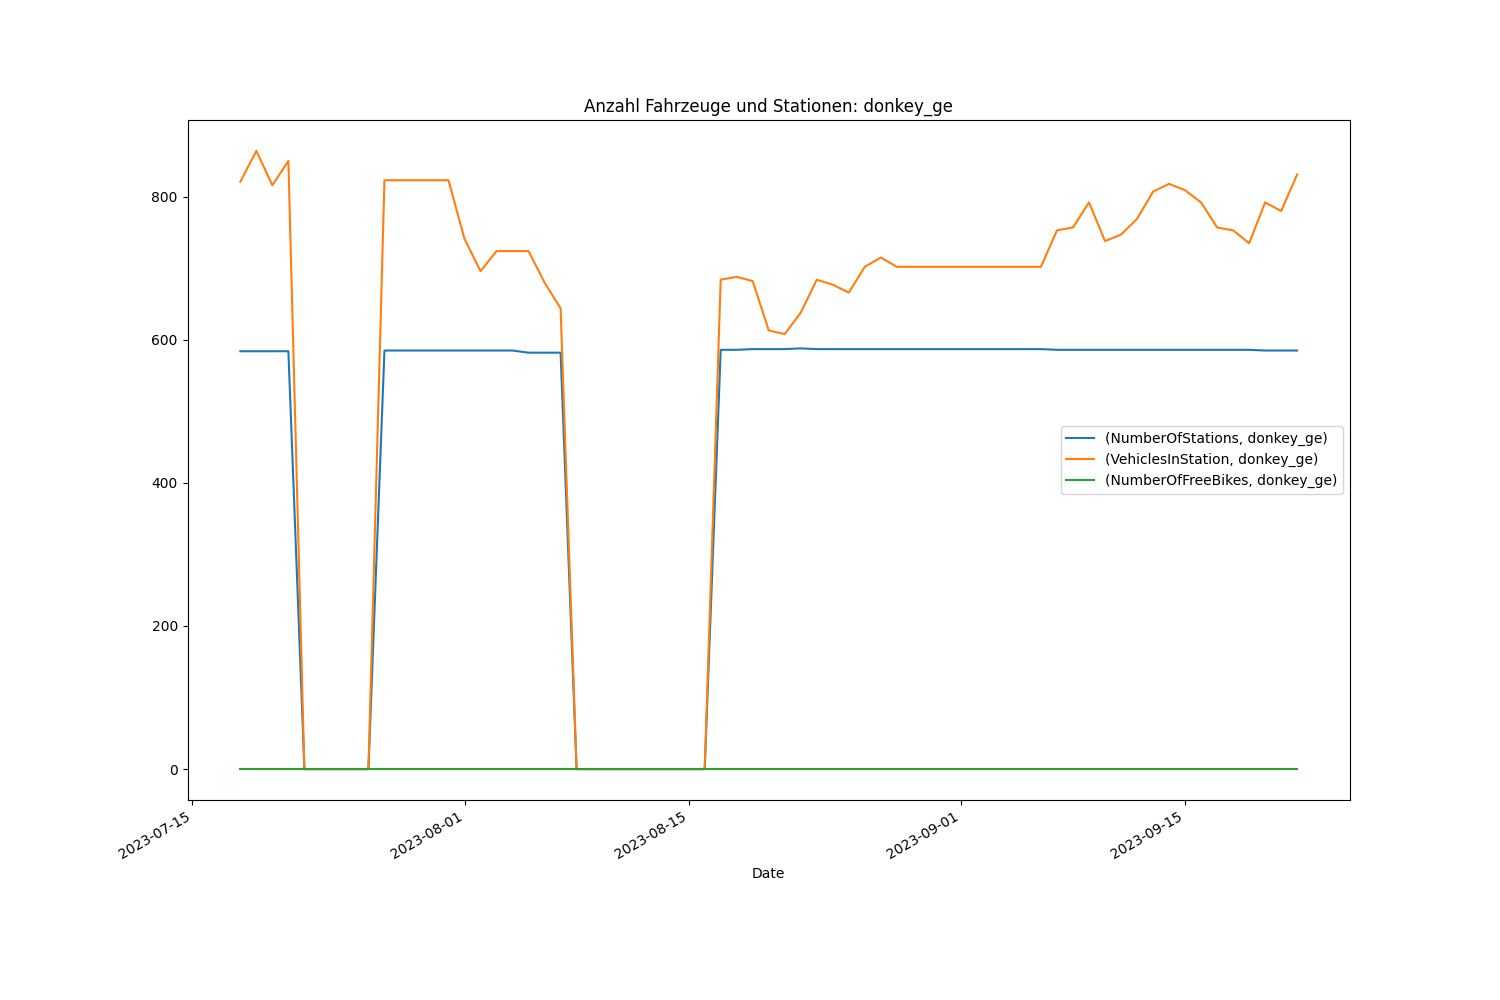 Anzahl Fahrzeuge und Stationen: donkey_ge
800
600
400
200
0
(NumberOfStations, donkey_ge)
(VehiclesInStation, donkey_ge)
(NumberOfFreeBikes, donkey_ge)
2023-07-15
2023-08-01
2023-08-15
2023-09-01
2023-09-15
Date